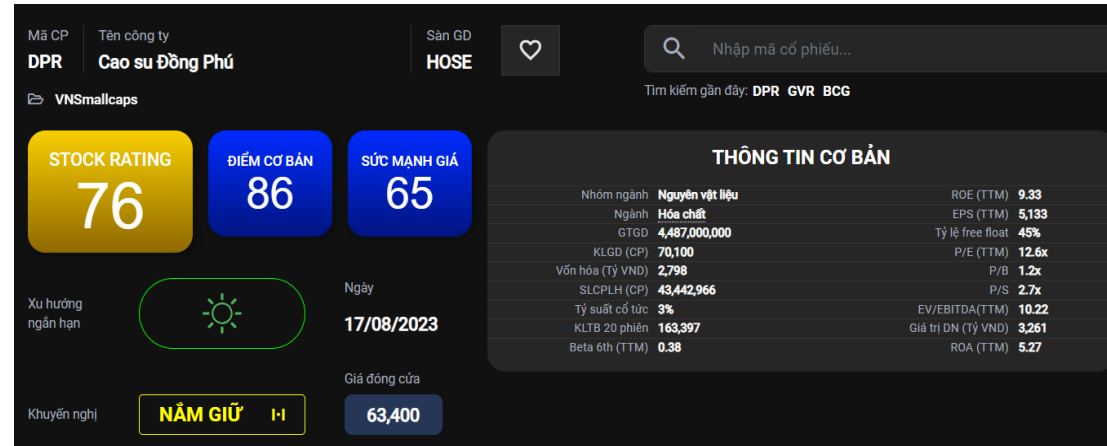 Mã CP Tên công ty Sàn GD
DPR Cao su Đồng Phú HOSE
Nhập mã cổ phiếu...
VNSmallcaps
Tìm kiếm gần đây: DPR GVR BCG
STOCK RATING
76
ĐIỂM CƠ BẢN
86
SỨC MẠNH GIÁ
65
Xu hướng
ngắn hạn
Ngày
17/08/2023
Giá đóng cửa
63,400
Khuyến nghị
NẮM GIỮ
THÔNG TIN CƠ BẢN
Nhóm ngành Nguyên vật liệu ROE (TTM) 9.33
Ngành Hóa chất EPS (TTM) 5,133
GTGD 4,487,000,000 Tỷ lệ free float 45%
KLGD (CP) 70,100 P/E (TTM) 12.6x
Vốn hóa (Tỷ VND) 2,798 P/B 1.2x
SLCPLH (CP) 43,442,966 P/S 2.7x
Tỷ suất cổ tức 3% EV/EBITDA(TTM) 10.22
KLTB 20 phiên 163,397 Giá trị DN (Tỷ VND) 3,261
Beta 6th (TTM) 0.38 ROA (TTM) 5.27